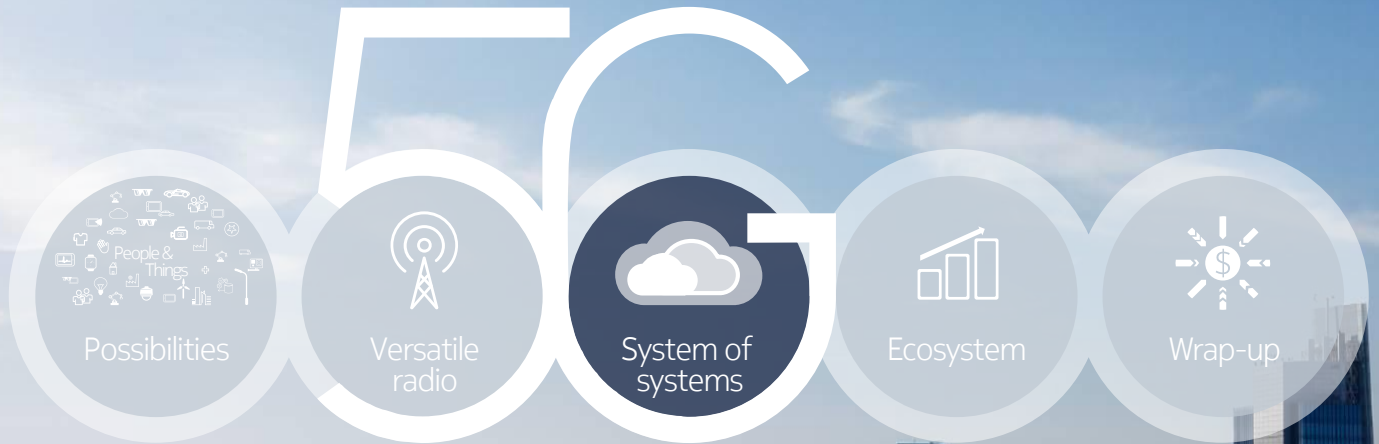 5G
People &
Things
Possibilities
Versatile
radio
System of
systems
Ecosystem
$
Wrap-up